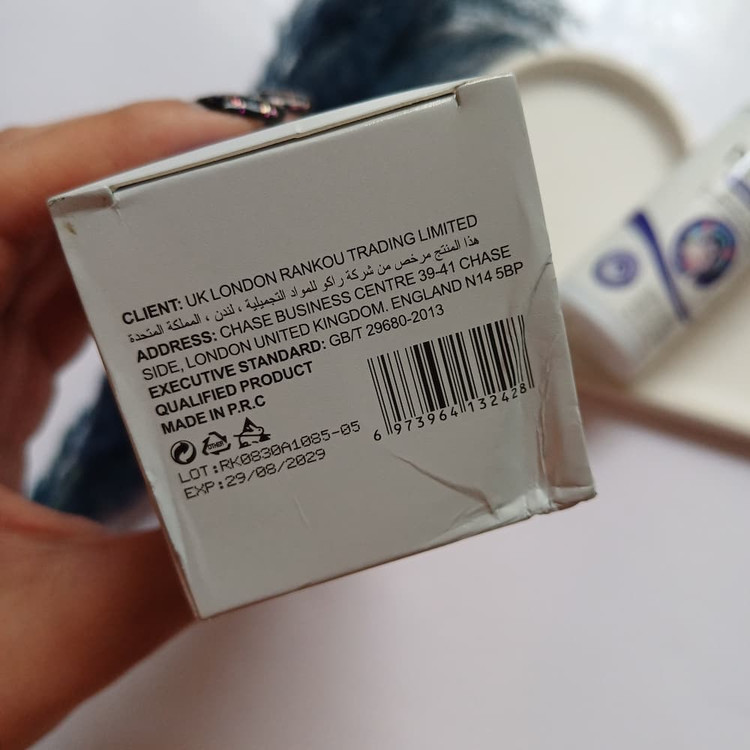 CLIENT: UK LONDON RANKOU TRADING LIMITED
هذا المنتج مرخص من شركة راكو للمواد التجميلية ، لندن ، المملكة المتحدة
ADDRESS: CHASE BUSINESS CENTRE 39-41 CHASE
SIDE, LONDON UNITED KINGDOM. ENGLAND N14 5BP
EXECUTIVE STANDARD: GB/T 29680-2013
QUALIFIED PRODUCT
MADE IN P.R.C
LOT:RK0830A1085-05
EXP:29/08/2029
6 973964 132428